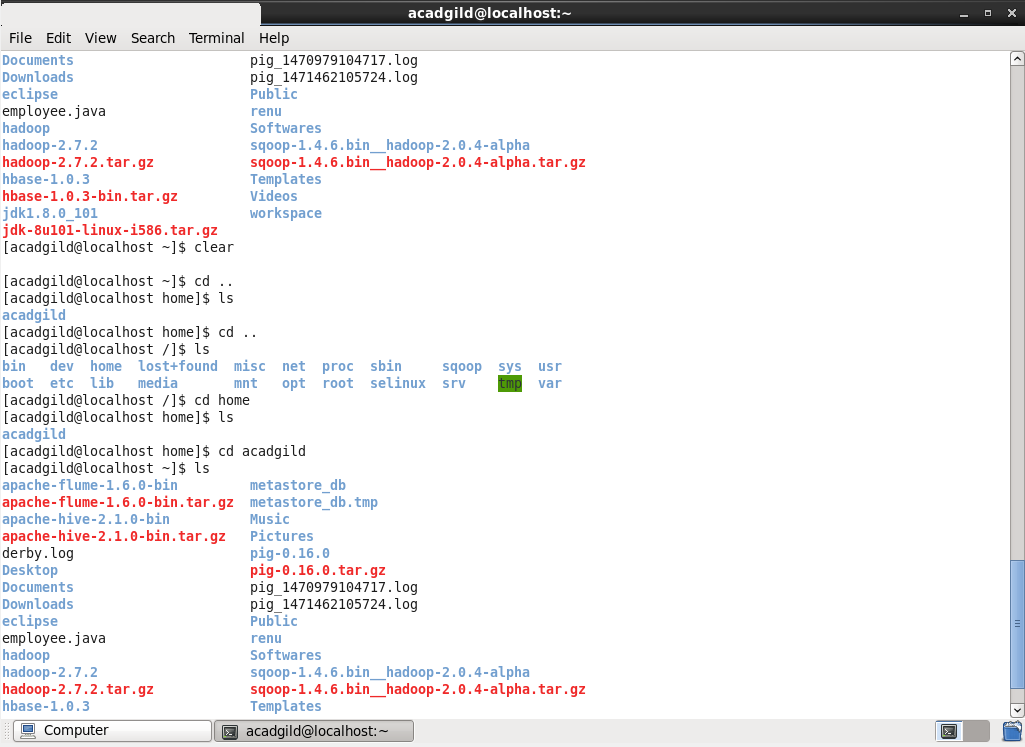 acadgild@localhost:~
File Edit View Search Terminal Help
Documents pig_1470979104717.log
Downloads pig_1471462105724.log
eclipse Public
employee.java renu
hadoop Softwares
hadoop-2.7.2 sqoop-1.4.6.bin__hadoop-2.0.4-alpha
hadoop-2.7.2.tar.gz sqoop-1.4.6.bin__hadoop-2.0.4-alpha.tar.gz
hbase-1.0.3 Templates
hbase-1.0.3-bin.tar.gz Videos
jdk1.8.0_101 workspace
jdk-8u101-linux-i586.tar.gz
[acadgild@localhost ~]$ clear
[acadgild@localhost ~]$ cd ..
[acadgild@localhost home]$ ls
acadgild
[acadgild@localhost home]$ cd ..
[acadgild@localhost /]$ ls
bin dev home lost+found misc net proc sbin sqoop sys usr
boot etc lib media mnt opt root selinux srv tmp var
[acadgild@localhost /]$ cd home
[acadgild@localhost home]$ ls
acadgild
[acadgild@localhost home]$ cd acadgild
[acadgild@localhost ~]$ ls
apache-flume-1.6.0-bin metastore_db
apache-flume-1.6.0-bin.tar.gz metastore_db.tmp
apache-hive-2.1.0-bin Music
apache-hive-2.1.0-bin.tar.gz Pictures
derby.log pig-0.16.0
Desktop pig-0.16.0.tar.gz
Documents pig_1470979104717.log
Downloads pig_1471462105724.log
eclipse Public
employee.java renu
hadoop Softwares
hadoop-2.7.2 sqoop-1.4.6.bin__hadoop-2.0.4-alpha
hadoop-2.7.2.tar.gz sqoop-1.4.6.bin__hadoop-2.0.4-alpha.tar.gz
hbase-1.0.3 Templates
Computer acadgild@localhost:~